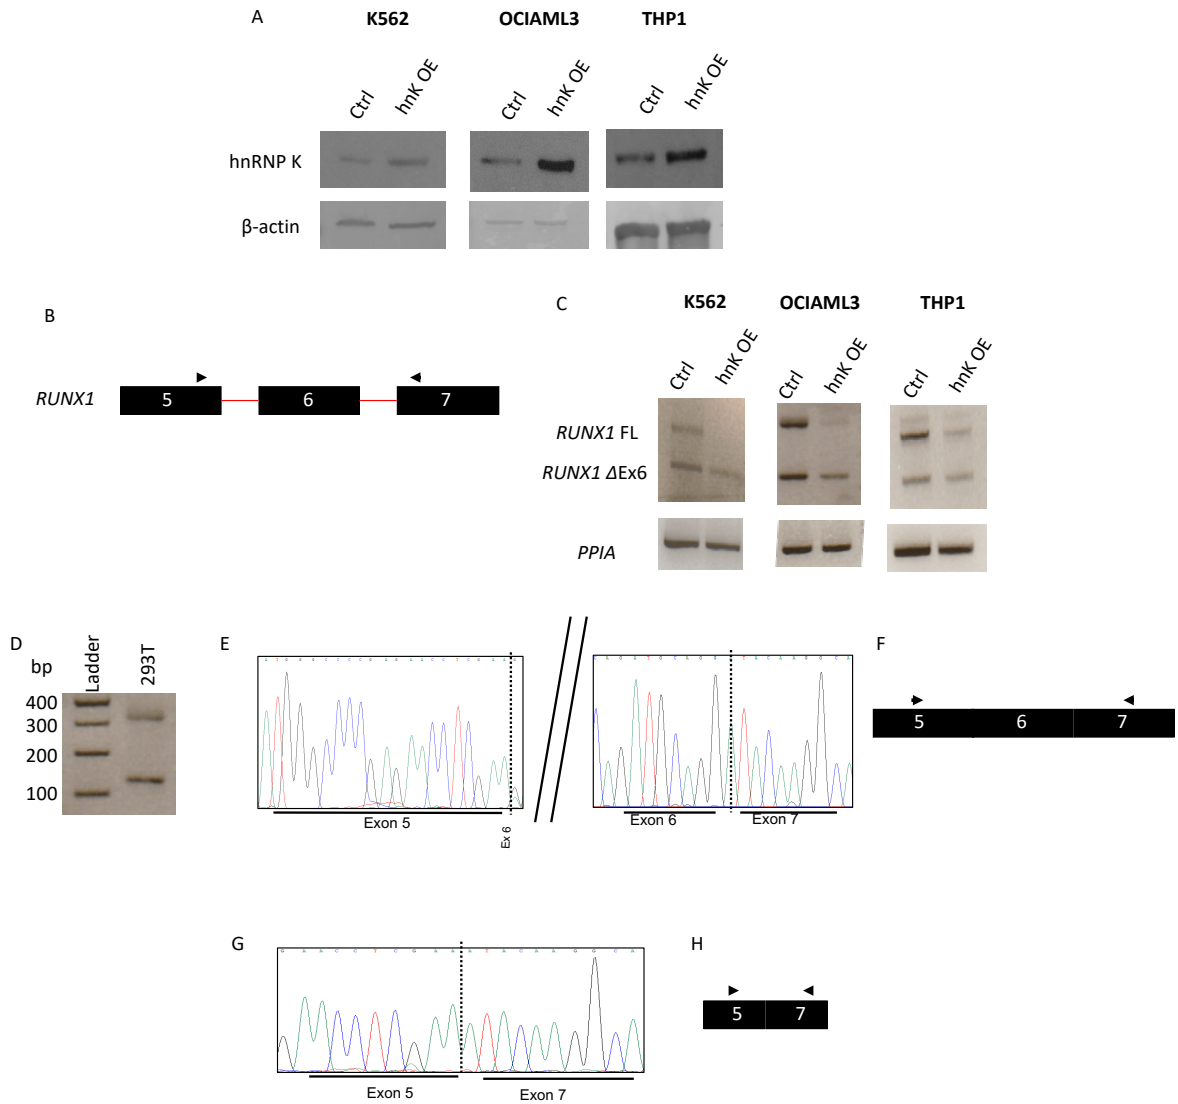 A
K562 OCIAML3 THP1
Ctrl hnK OE Ctrl hnK OE Ctrl hnK OE
hnRNP K
β-actin
B
RUNX1 5 6 7
C
K562 OCIAML3 THP1
Ctrl hnK OE Ctrl hnK OE Ctrl hnK OE
RUNX1 FL
RUNX1 ΔEx6
PPIA
D
bp Ladder 293T
400
300
200
100
E
Exon 5 Ex 6
Exon 6 Exon 7
F
5 6 7
G
G A A C C T C G A A A T A C A A G G C A
Exon 5 Exon 7
H
5 7